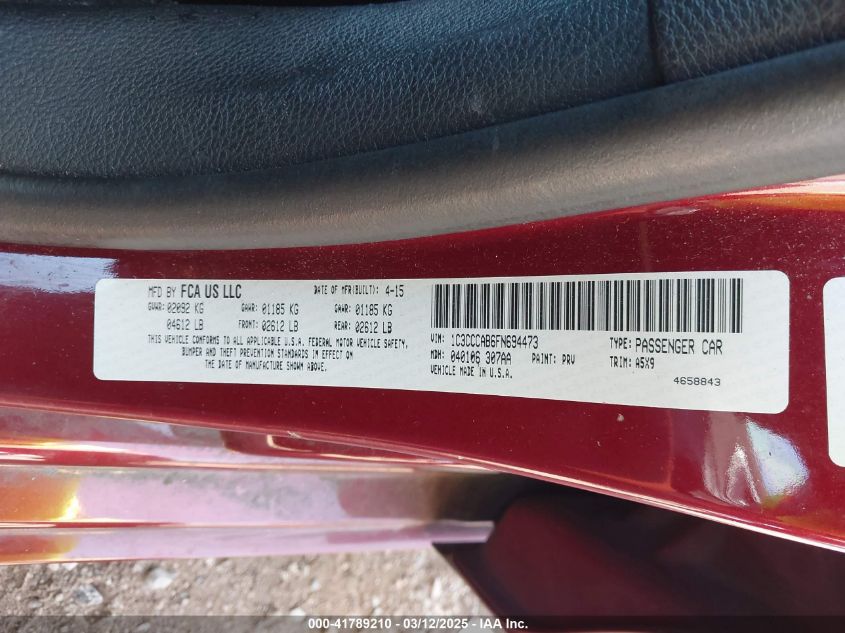 MFD BY FCA US LLC DATE OF MFR(BUILT): 4-15
GVWR: 02092 KG GAWR: 01185 KG GAWR: 01185 KG
04612 LB FRONT: 02612 LB REAR: 02612 LB
THIS VEHICLE CONFORMS TO ALL APPLICABLE U.S.A. FEDERAL MOTOR VEHICLE SAFETY,
BUMPER AND THEFT PREVENTION STANDARDS IN EFFECT ON
THE DATE OF MANUFACTURE SHOWN ABOVE.
VIN: 1C3CCCAB6FN694473 TYPE: PASSENGER CAR
MDH: 040106 307AA PAINT: PRV TRIM: A5X9
VEHICLE MADE IN U.S.A.
4658843
000-41789210 - 03/12/2025 - IAA Inc.